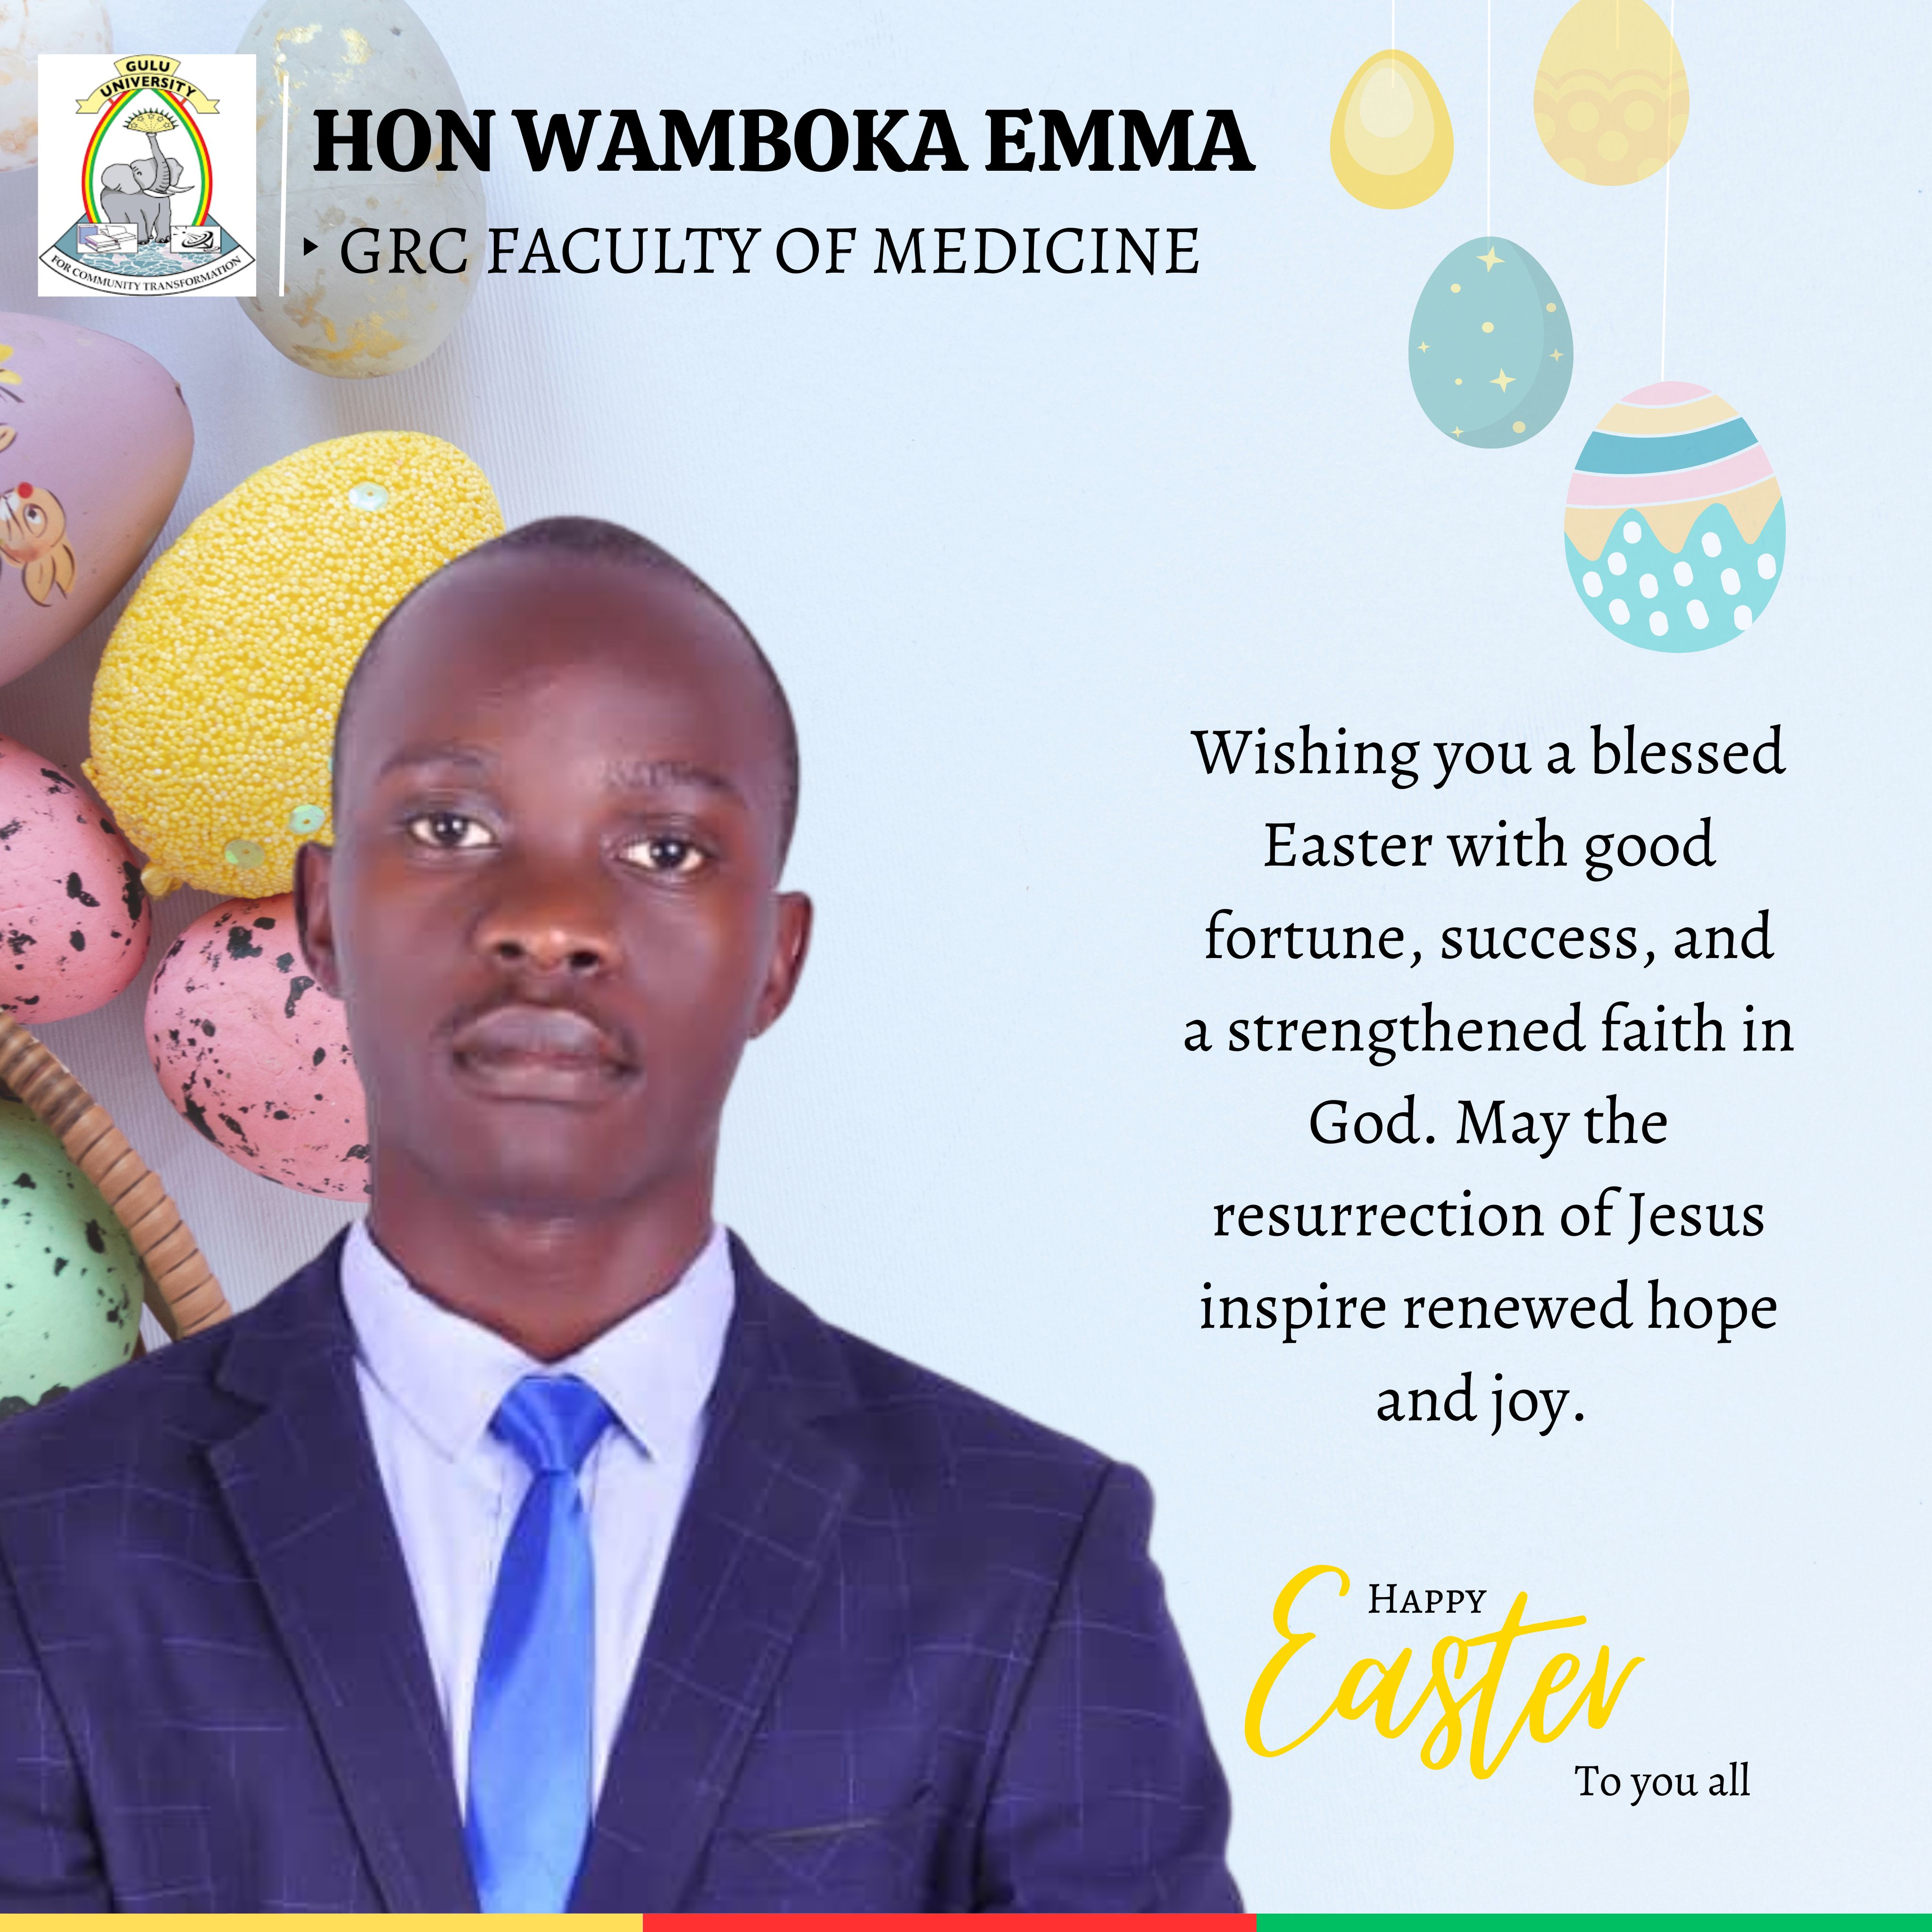 GULU
UNIVERSITY
FOR COMMUNITY TRANSFORMATION
HON WAMBOKA EMMA
‣ GRC FACULTY OF MEDICINE
Wishing you a blessed
Easter with good
fortune, success, and
a strengthened faith in
God. May the
resurrection of Jesus
inspire renewed hope
and joy.
HAPPY
Easter
To you all